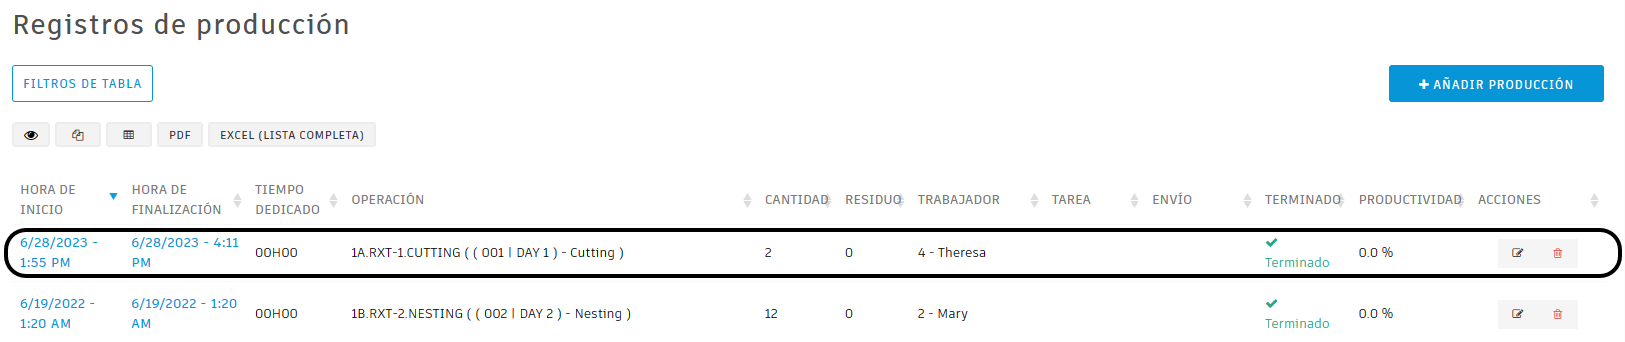 Registros de producción
FILTROS DE TABLA
AÑADIR PRODUCCIÓN
PDF
EXCEL (LISTA COMPLETA)
HORA DE INICIO
HORA DE FINALIZACIÓN
TIEMPO DEDICADO
OPERACIÓN
CANTIDAD
RESIDUO
TRABAJADOR
TAREA
ENVÍO
TERMINADO
PRODUCTIVIDAD
ACCIONES
6/28/2023 - 1:55 PM
6/28/2023 - 4:11 PM
00H00
1A.RXT-1.CUTTING ( ( 001 | DAY 1 ) - Cutting )
2
0
4 - Theresa
Terminado
0.0 %
6/19/2022 - 1:20 AM
6/19/2022 - 1:20 AM
00H00
1B.RXT-2.NESTING ( ( 002 | DAY 2 ) - Nesting )
12
0
2 - Mary
Terminado
0.0 %